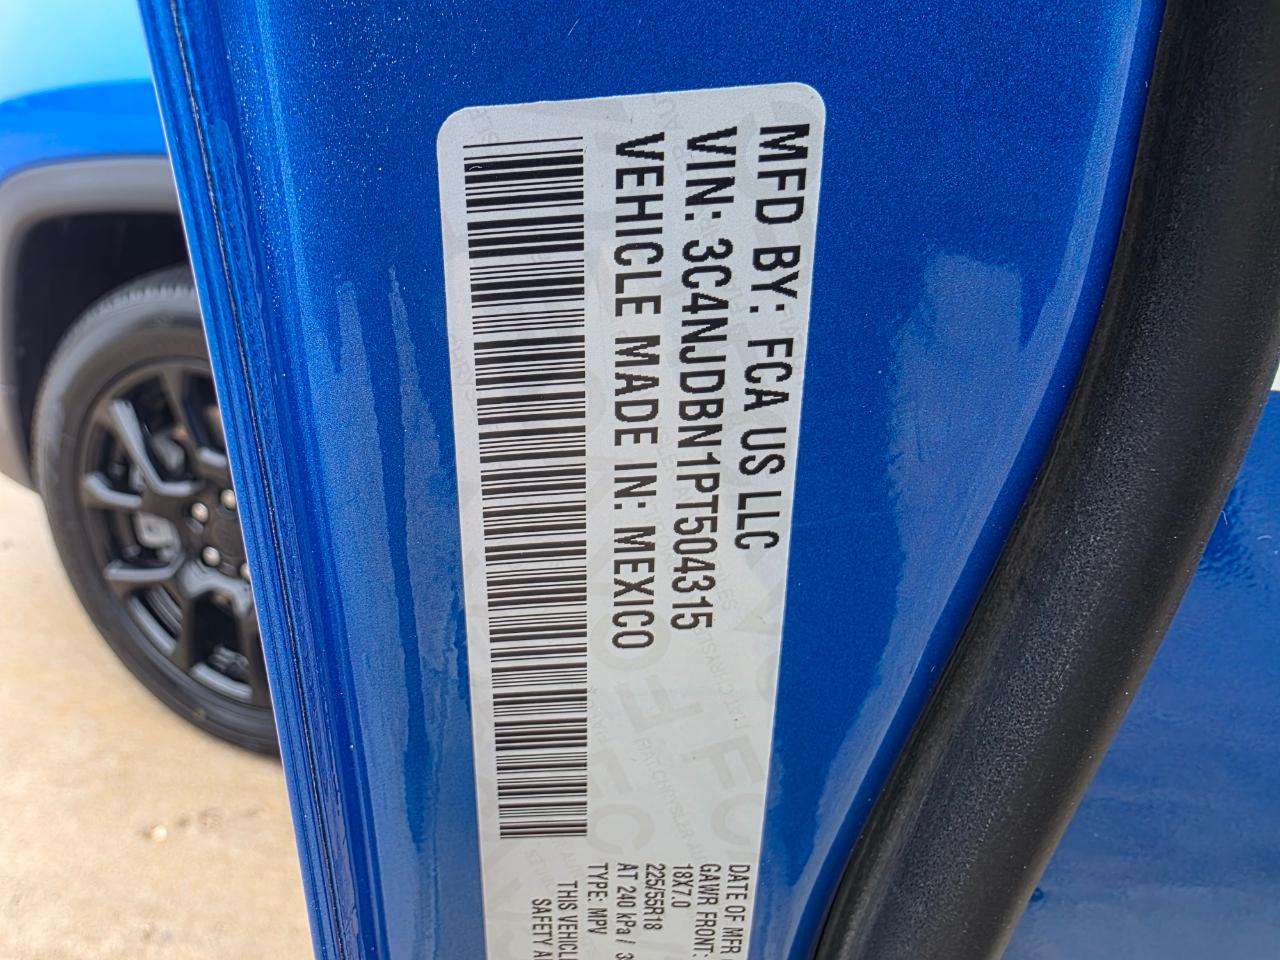 MFD BY: FCA US LLC
VIN: 3C4NJDBN1PT504315
VEHICLE MADE IN: MEXICO
DATE OF MFR
GAWR FRONT:
18X7.0
225/55R18
AT 240 kPa /
TYPE: MPV
THIS
SAFETY